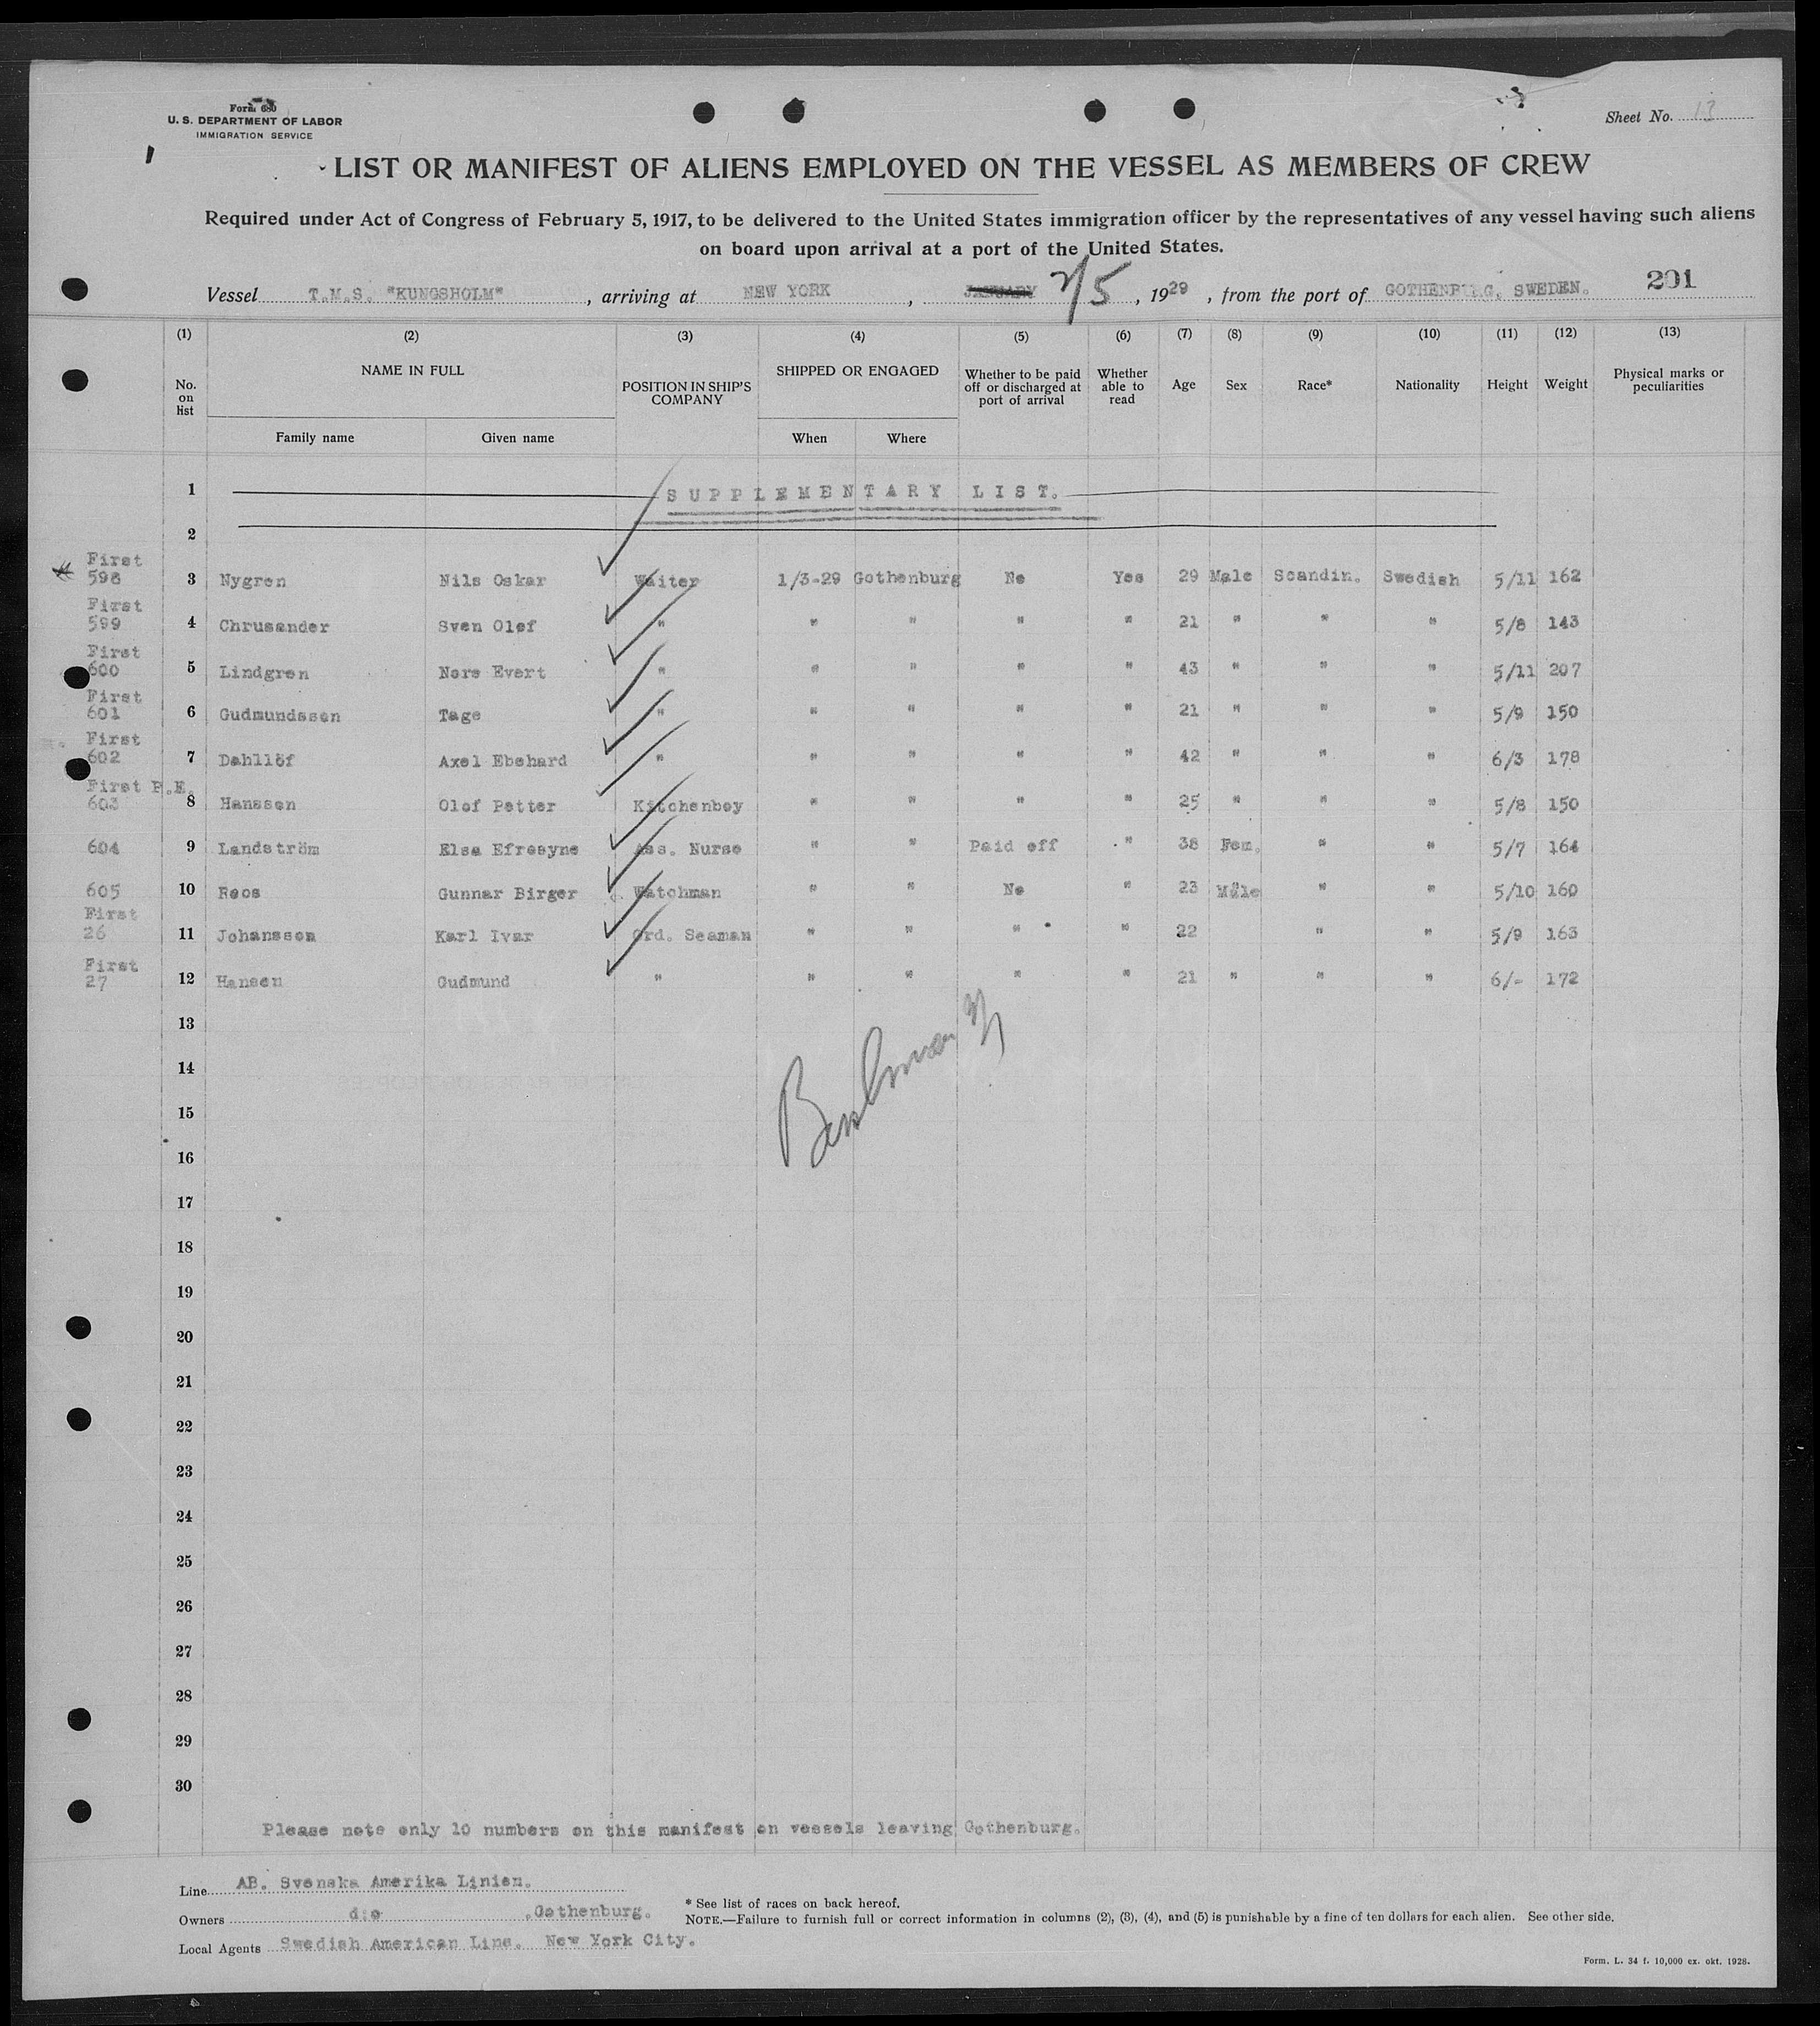 Form 680
U. S. DEPARTMENT OF LABOR
IMMIGRATION SERVICE
Sheet No. 13
LIST OR MANIFEST OF ALIENS EMPLOYED ON THE VESSEL AS MEMBERS OF CREW
Required under Act of Congress of February 5, 1917, to be delivered to the United States immigration officer by the representatives of any vessel having such aliens
on board upon arrival at a port of the United States.
Vessel T.M.S. "KUNGSHOLM", arriving at NEW YORK, JANUARY 2/5, 1929, from the port of GOTHENBURG, SWEDEN. 201
(1) (2) (3) (4) (5) (6) (7) (8) (9) (10) (11) (12) (13)
No. on list NAME IN FULL POSITION IN SHIP'S COMPANY SHIPPED OR ENGAGED Whether to be paid off or discharged at port of arrival Whether able to read Age Sex Race* Nationality Height Weight Physical marks or peculiarities
Family name Given name When Where
1 SUPPLEMENTARY LIST.
2
First 598 3 Nygren Nils Oskar Waiter 1/3-29 Gothenburg No Yes 29 Male Scandin. Swedish 5/11 162
First 599 4 Chrusander Sven Olof " " " " " 21 " " " 5/8 143
First 600 5 Lindgren Nore Evert " " " " " 43 " " " 5/11 207
First 601 6 Gudmundsson Tage " " " " " 21 " " " 5/9 150
First 602 7 Dahllöf Axel Ebehard " " " " " 42 " " " 6/3 178
First P.E. 603 8 Hansson Olof Petter Kitchenboy " " " " 25 " " " 5/8 150
604 9 Landström Elsa Efrosyne Ass. Nurse " " Paid off " 38 Fem. " " 5/7 164
605 10 Roos Gunnar Birger Watchman " " No " 23 Male " " 5/10 160
First 26 11 Johansson Karl Ivar Ord. Seaman " " " " 22 " " 5/9 163
First 27 12 Hansen Gudmund " " " " " 21 " " " 6/- 172
13
14
15
16
17
18
19
20
21
22
23
24
25
26
27
28
29
30
Please note only 10 numbers on this manifest on vessels leaving Gothenburg.
Line AB. Svenska Amerika Linien.
Owners d:o .Gothenburg.
Local Agents Swedish American Line. New York City.
* See list of races on back hereof.
NOTE.—Failure to furnish full or correct information in columns (2), (3), (4), and (5) is punishable by a fine of ten dollars for each alien. See other side.
Form. L. 34 f. 10,000 ex. okt. 1928.